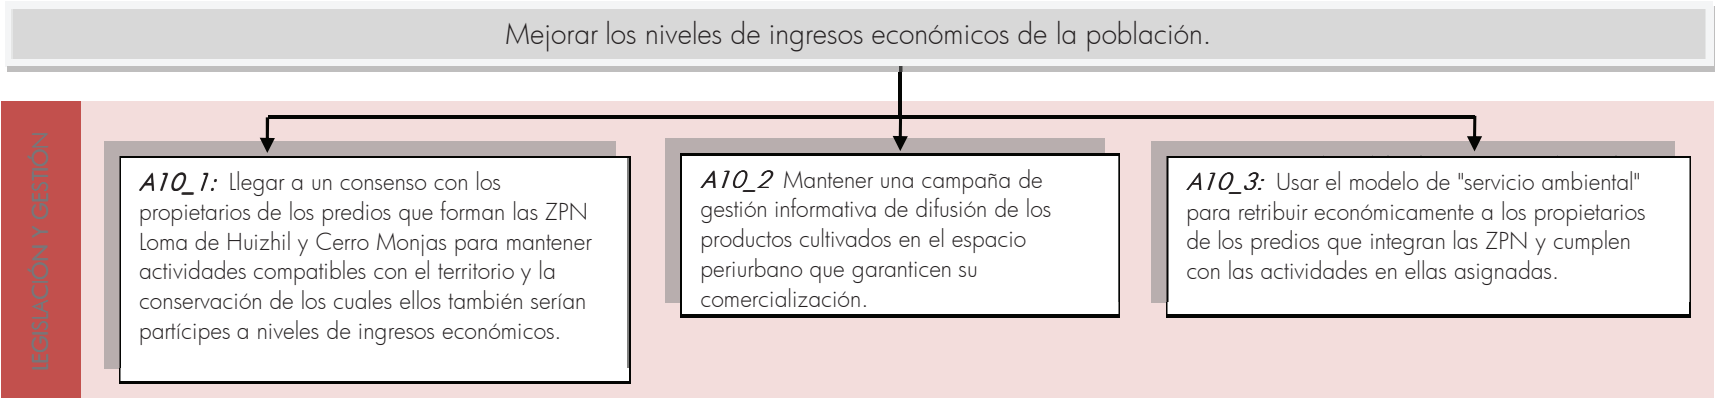 Mejorar los niveles de ingresos económicos de la población.
LEGISLACIÓN Y GESTIÓN
A10_1: Llegar a un consenso con los
propietarios de los predios que forman las ZPN
Loma de Huizhil y Cerro Monjas para mantener
actividades compatibles con el territorio y la
conservación de los cuales ellos también serían
partícipes a niveles de ingresos económicos.
A10_2 Mantener una campaña de
gestión informativa de difusión de los
productos cultivados en el espacio
periurbano que garanticen su
comercialización.
A10_3: Usar el modelo de "servicio ambiental"
para retribuir económicamente a los propietarios
de los predios que integran las ZPN y cumplen
con las actividades en ellas asignadas.